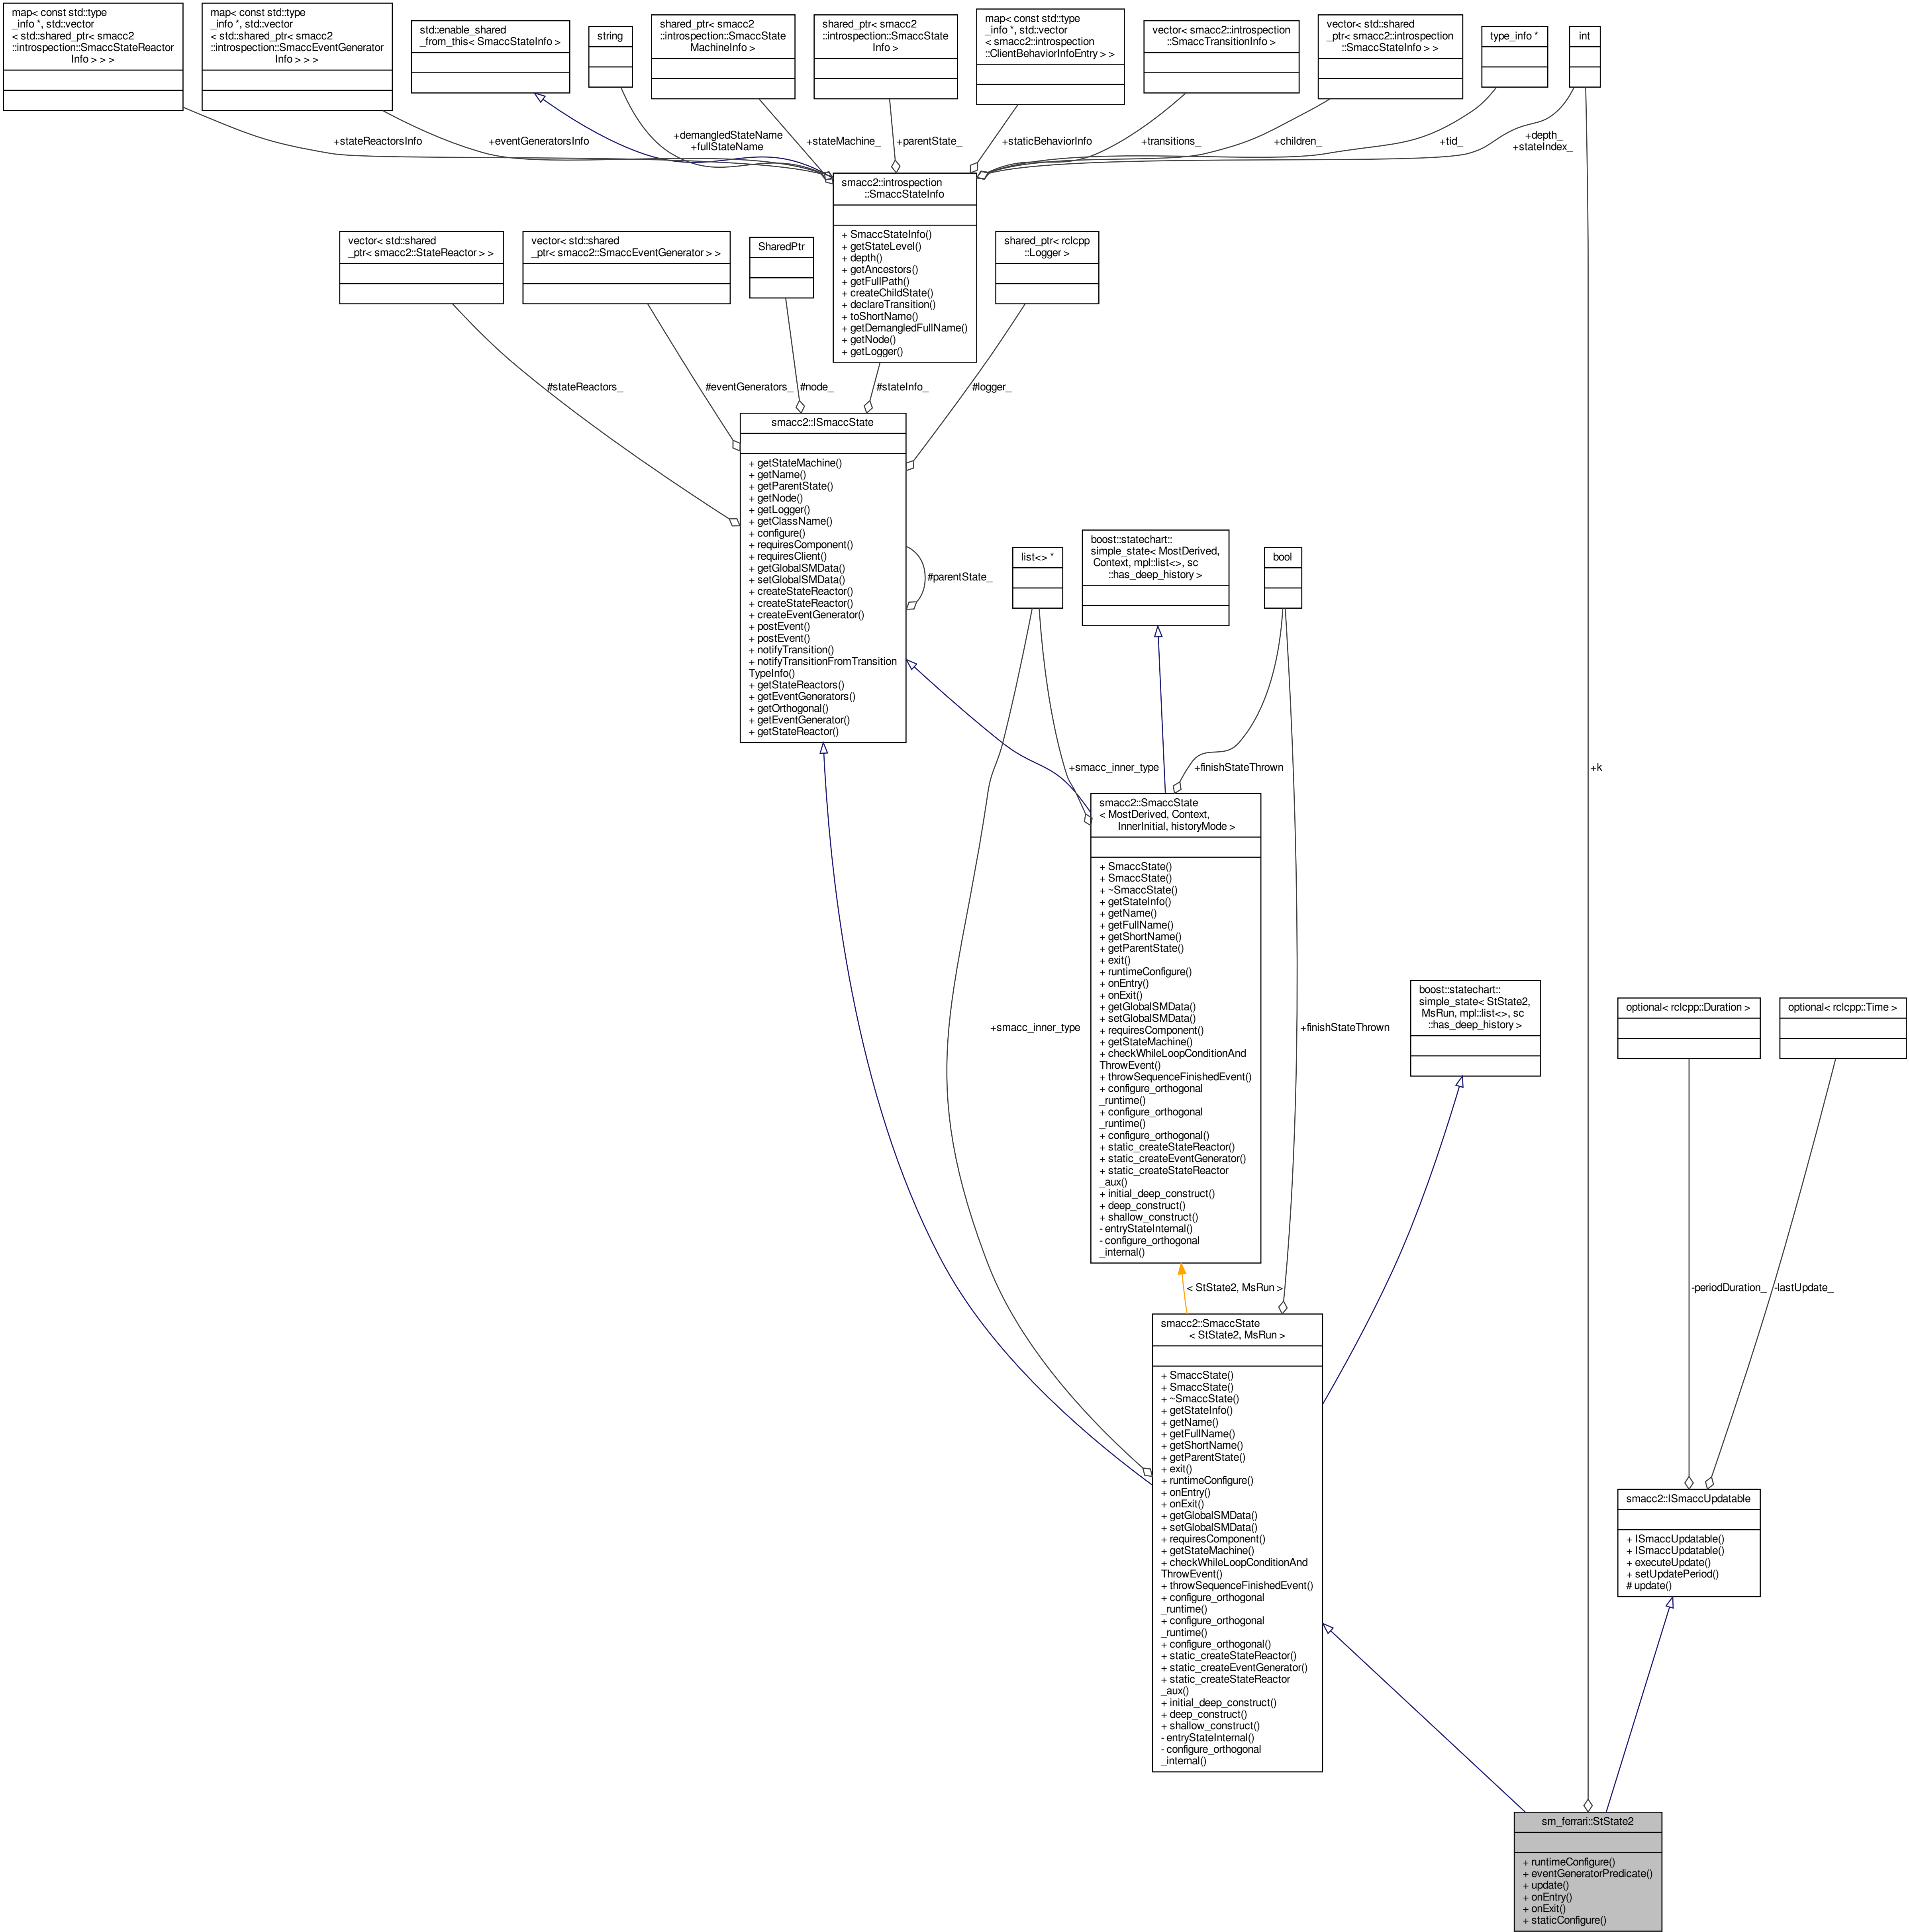 map< const std::type
_info *, std::vector
< std::shared_ptr< smacc2
::introspection::SmaccStateReactor
Info > > >
map< const std::type
_info *, std::vector
< std::shared_ptr< smacc2
::introspection::SmaccEventGenerator
Info > > >
std::enable_shared
_from_this< SmaccStateInfo >
string
shared_ptr< smacc2
::introspection::SmaccState
MachineInfo >
shared_ptr< smacc2
::introspection::SmaccState
Info >
map< const std::type
_info *, std::vector
< smacc2::introspection
::ClientBehaviorInfoEntry > >
vector< smacc2::introspection
::SmaccTransitionInfo >
vector< std::shared
_ptr< smacc2::introspection
::SmaccStateInfo > >
type_info *
int
+stateReactorsInfo
+eventGeneratorsInfo
+demangledStateName
+fullStateName
+stateMachine_
+parentState_
+staticBehaviorInfo
+transitions_
+children_
+tid_
+depth_
+stateIndex_
smacc2::introspection
::SmaccStateInfo
+ SmaccStateInfo()
+ getStateLevel()
+ depth()
+ getAncestors()
+ getFullPath()
+ createChildState()
+ declareTransition()
+ toShortName()
+ getDemangledFullName()
+ getNode()
+ getLogger()
vector< std::shared
_ptr< smacc2::StateReactor > >
vector< std::shared
_ptr< smacc2::SmaccEventGenerator > >
SharedPtr
shared_ptr< rclcpp
::Logger >
#stateReactors_
#eventGenerators_
#node_
#stateInfo_
#logger_
smacc2::ISmaccState
+ getStateMachine()
+ getName()
+ getParentState()
+ getNode()
+ getLogger()
+ getClassName()
+ configure()
+ requiresComponent()
+ requiresClient()
+ getGlobalSMData()
+ setGlobalSMData()
+ createStateReactor()
+ createStateReactor()
+ createEventGenerator()
+ postEvent()
+ postEvent()
+ notifyTransition()
+ notifyTransitionFromTransition
TypeInfo()
+ getStateReactors()
+ getEventGenerators()
+ getOrthogonal()
+ getEventGenerator()
+ getStateReactor()
#parentState_
list<> *
boost::statechart::
simple_state< MostDerived,
Context, mpl::list<>, sc
::has_deep_history >
bool
+smacc_inner_type
+finishStateThrown
+k
smacc2::SmaccState
< MostDerived, Context,
InnerInitial, historyMode >
+ SmaccState()
+ SmaccState()
+ ~SmaccState()
+ getStateInfo()
+ getName()
+ getFullName()
+ getShortName()
+ getParentState()
+ exit()
+ runtimeConfigure()
+ onEntry()
+ onExit()
+ getGlobalSMData()
+ setGlobalSMData()
+ requiresComponent()
+ getStateMachine()
+ checkWhileLoopConditionAnd
ThrowEvent()
+ throwSequenceFinishedEvent()
+ configure_orthogonal
_runtime()
+ configure_orthogonal
_runtime()
+ configure_orthogonal()
+ static_createStateReactor()
+ static_createEventGenerator()
+ static_createStateReactor
_aux()
+ initial_deep_construct()
+ deep_construct()
+ shallow_construct()
- entryStateInternal()
- configure_orthogonal
_internal()
+smacc_inner_type
+finishStateThrown
boost::statechart::
simple_state< StState2,
MsRun, mpl::list<>, sc
::has_deep_history >
optional< rclcpp::Duration >
optional< rclcpp::Time >
< StState2, MsRun >
-periodDuration_
-lastUpdate_
smacc2::SmaccState
< StState2, MsRun >
+ SmaccState()
+ SmaccState()
+ ~SmaccState()
+ getStateInfo()
+ getName()
+ getFullName()
+ getShortName()
+ getParentState()
+ exit()
+ runtimeConfigure()
+ onEntry()
+ onExit()
+ getGlobalSMData()
+ setGlobalSMData()
+ requiresComponent()
+ getStateMachine()
+ checkWhileLoopConditionAnd
ThrowEvent()
+ throwSequenceFinishedEvent()
+ configure_orthogonal
_runtime()
+ configure_orthogonal
_runtime()
+ configure_orthogonal()
+ static_createStateReactor()
+ static_createEventGenerator()
+ static_createStateReactor
_aux()
+ initial_deep_construct()
+ deep_construct()
+ shallow_construct()
- entryStateInternal()
- configure_orthogonal
_internal()
smacc2::ISmaccUpdatable
+ ISmaccUpdatable()
+ ISmaccUpdatable()
+ executeUpdate()
+ setUpdatePeriod()
# update()
sm_ferrari::StState2
+ runtimeConfigure()
+ eventGeneratorPredicate()
+ update()
+ onEntry()
+ onExit()
+ staticConfigure()